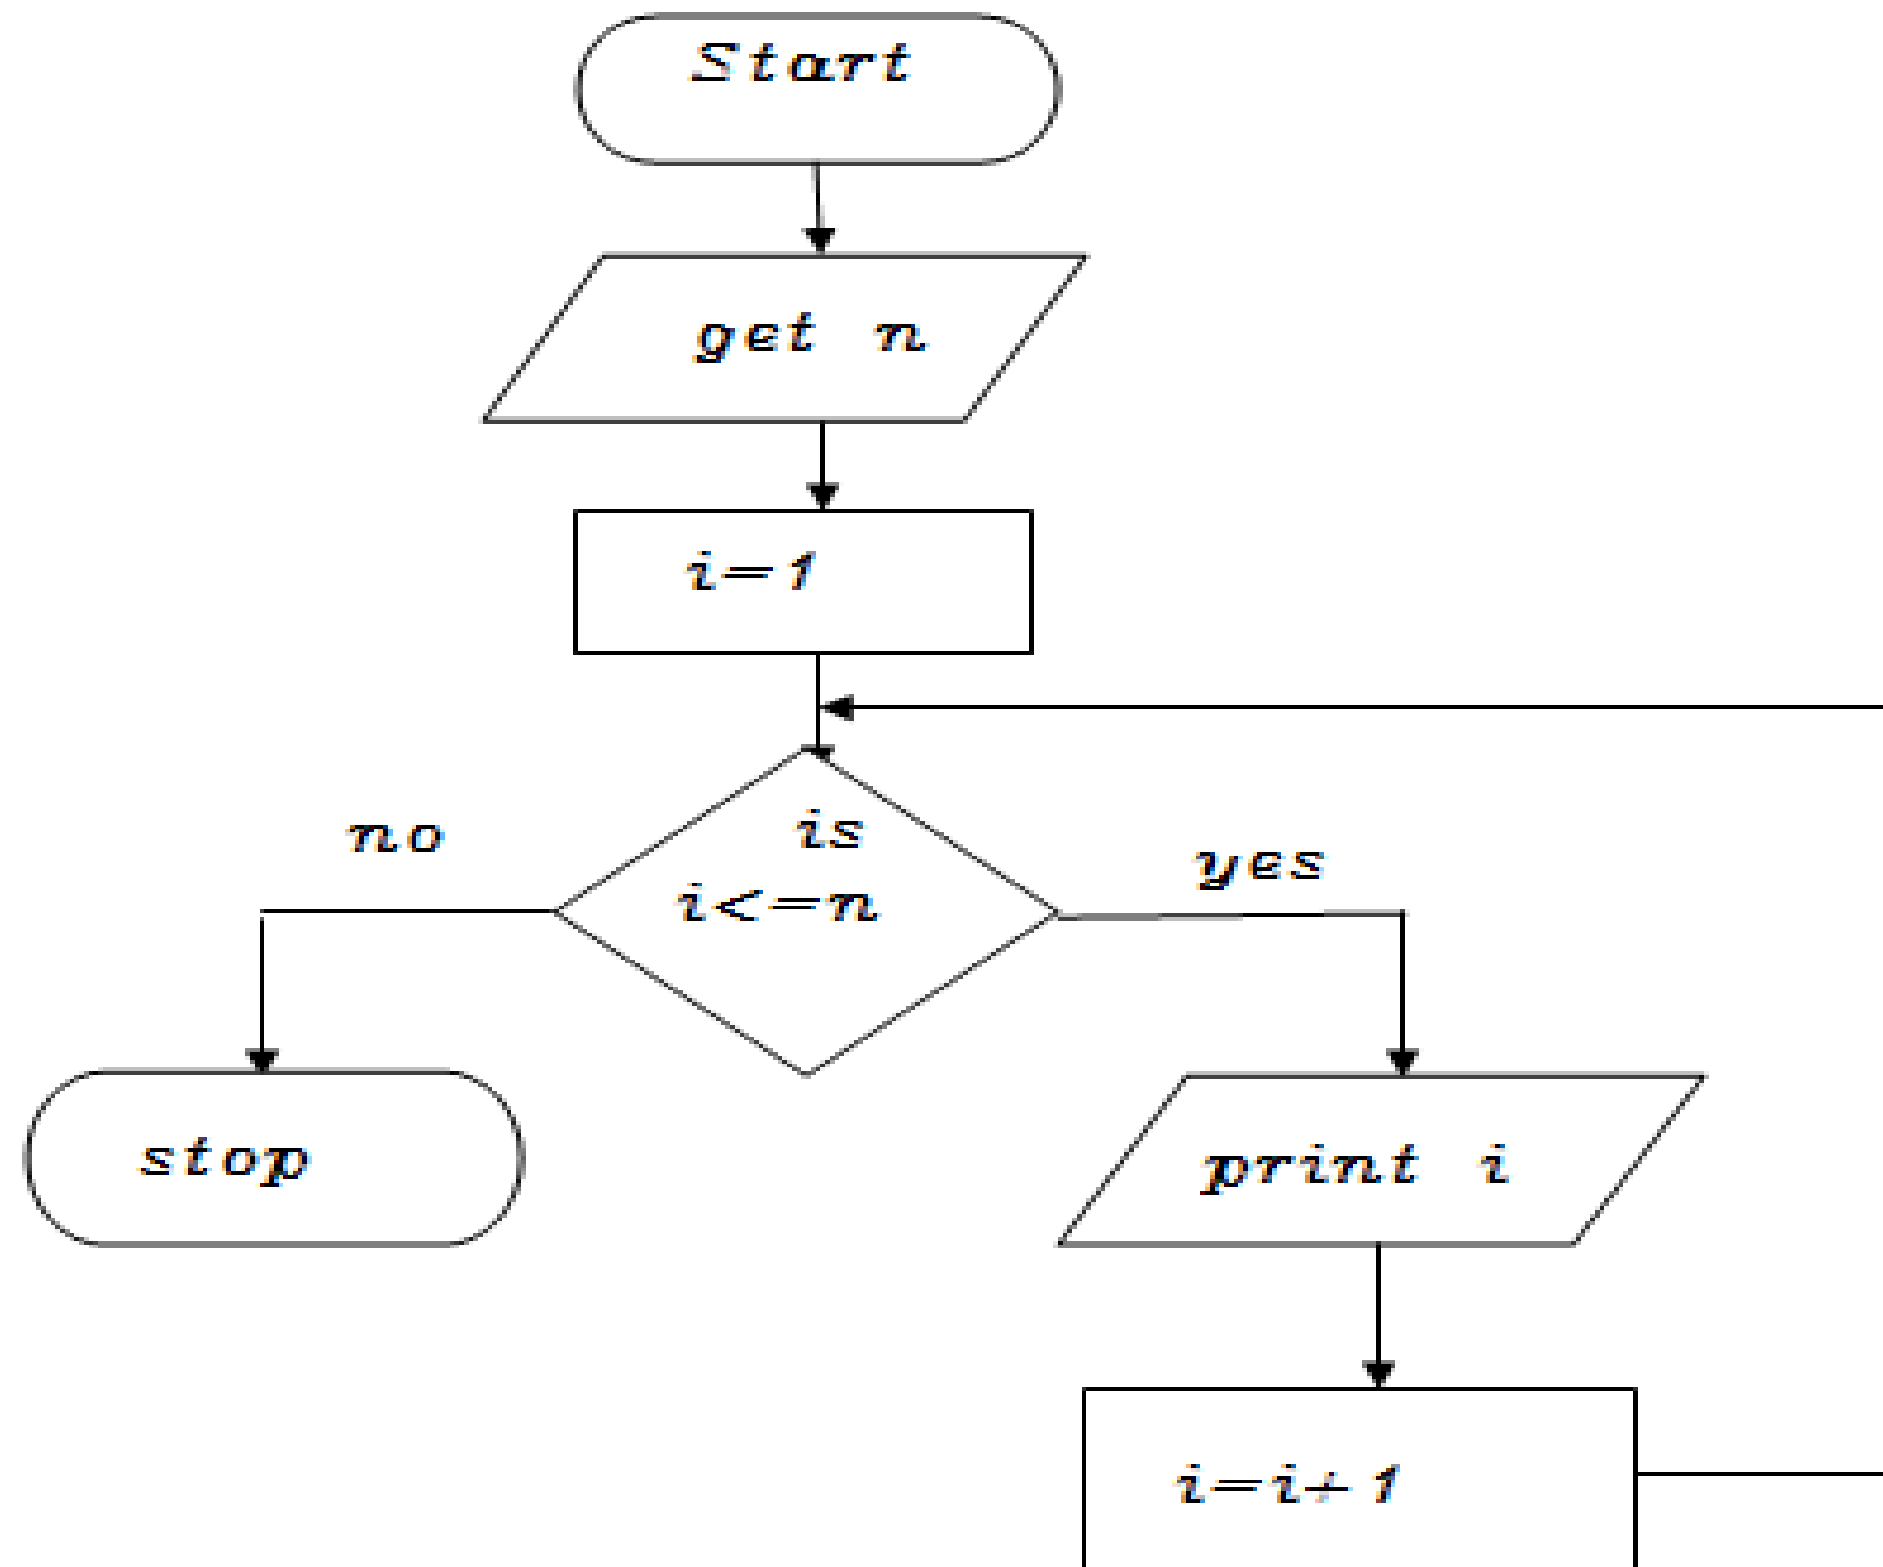 Start
get n
i=1
is
i<=n
no
yes
stop
print i
i=i+1